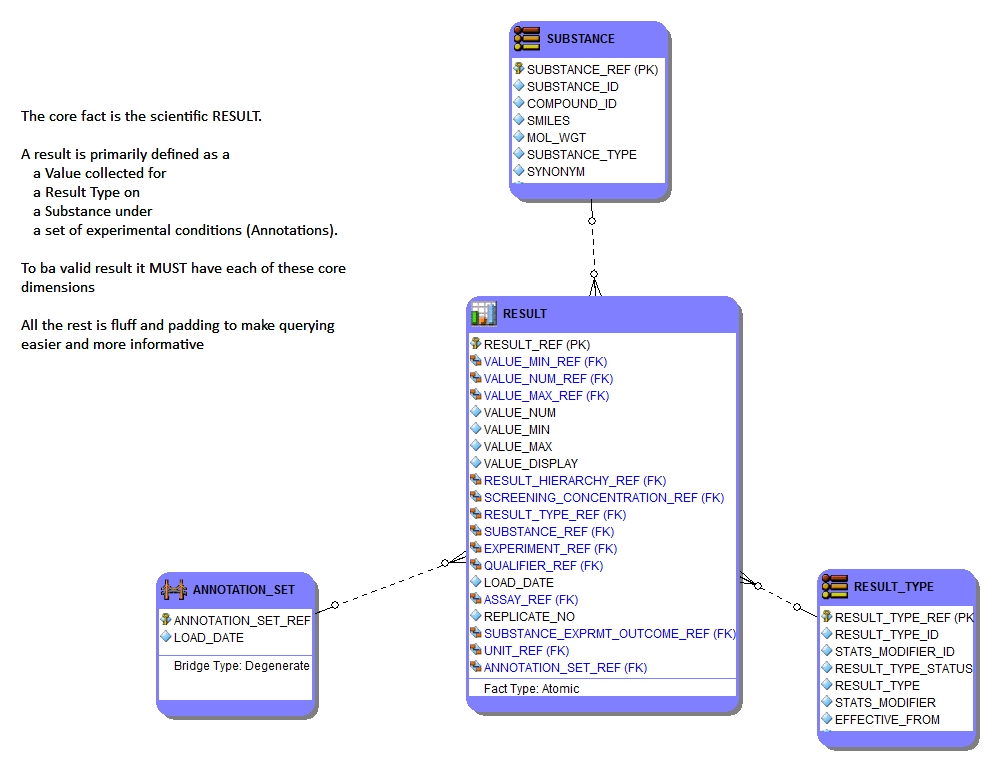 SUBSTANCE
SUBSTANCE_REF (PK)
SUBSTANCE_ID
COMPOUND_ID
SMILES
MOL_WGT
SUBSTANCE_TYPE
SYNONYM
The core fact is the scientific RESULT.
A result is primarily defined as a
a Value collected for
a Result Type on
a Substance under
a set of experimental conditions (Annotations).
To ba valid result it MUST have each of these core
dimensions
All the rest is fluff and padding to make querying
easier and more informative
RESULT
RESULT_REF (PK)
VALUE_MIN_REF (FK)
VALUE_NUM_REF (FK)
VALUE_MAX_REF (FK)
VALUE_NUM
VALUE_MIN
VALUE_MAX
VALUE_DISPLAY
RESULT_HIERARCHY_REF (FK)
SCREENING_CONCENTRATION_REF (FK)
RESULT_TYPE_REF (FK)
SUBSTANCE_REF (FK)
EXPERIMENT_REF (FK)
QUALIFIER_REF (FK)
LOAD_DATE
ASSAY_REF (FK)
REPLICATE_NO
SUBSTANCE_EXPRMT_OUTCOME_REF (FK)
UNIT_REF (FK)
ANNOTATION_SET_REF (FK)
Fact Type: Atomic
ANNOTATION_SET
ANNOTATION_SET_REF
LOAD_DATE
Bridge Type: Degenerate
RESULT_TYPE
RESULT_TYPE_REF (PK
RESULT_TYPE_ID
STATS_MODIFIER_ID
RESULT_TYPE_STATUS
RESULT_TYPE
STATS_MODIFIER
EFFECTIVE_FROM